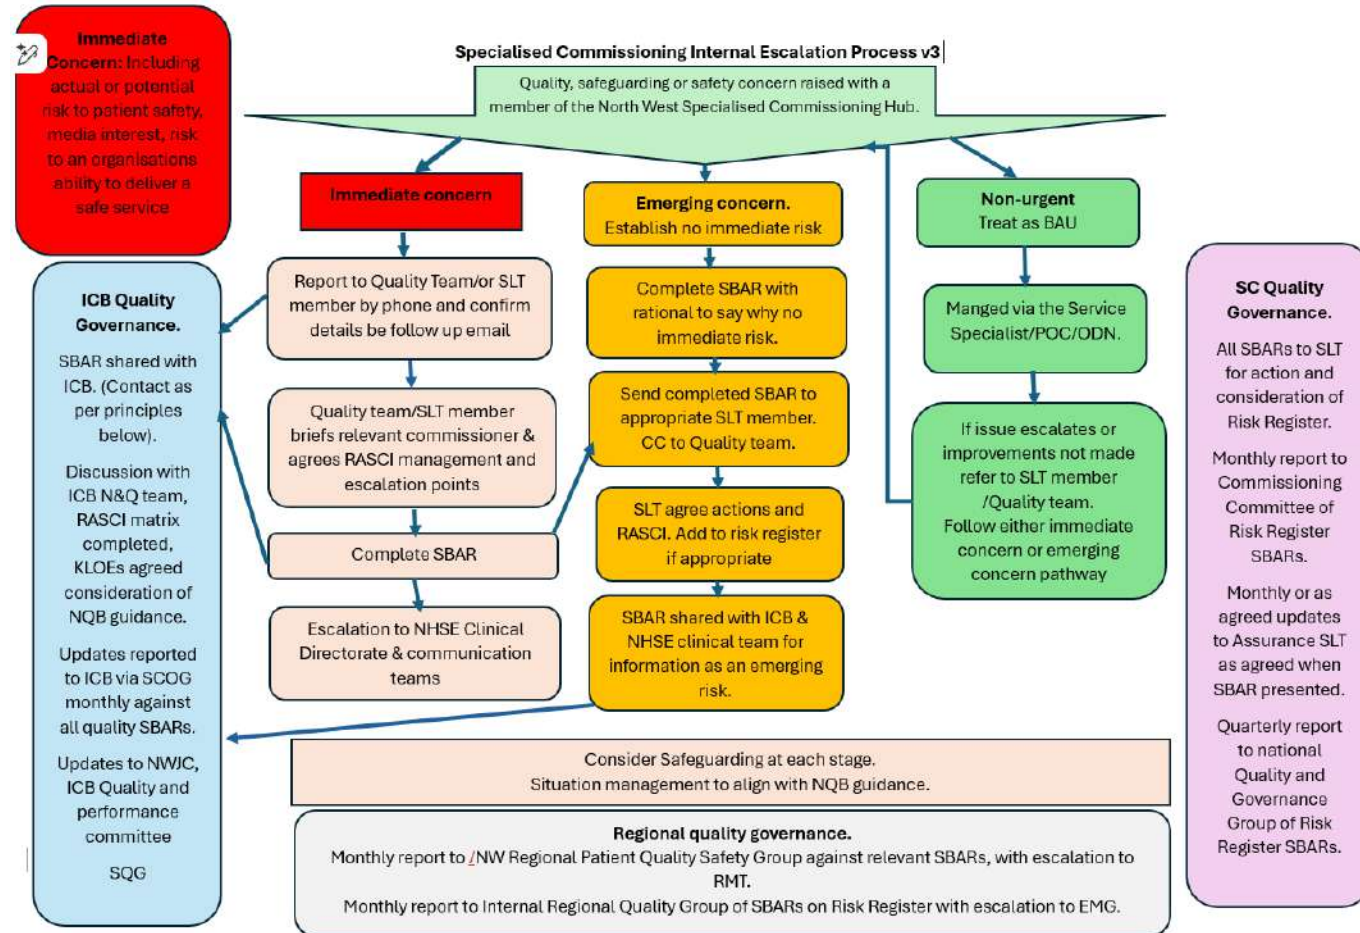 Specialised Commissioning Internal Escalation Process v3
Immediate
Concern: Including
actual or potential
risk to patient safety,
media interest, risk
to an organisations
ability to deliver a
safe service
Quality, safeguarding or safety concern raised with a
member of the North West Specialised Commissioning Hub.
Immediate concern
Report to Quality Team/or SLT
member by phone and confirm
details be follow up email
Quality team/SLT member
briefs relevant commissioner &
agrees RASCI management and
escalation points
Complete SBAR
Escalation to NHSE Clinical
Directorate & communication
teams
Emerging concern.
Establish no immediate risk
Complete SBAR with
rational to say why no
immediate risk.
Send completed SBAR to
appropriate SLT member.
CC to Quality team.
SLT agree actions and
RASCI. Add to risk register
if appropriate
SBAR shared with ICB &
NHSE clinical team for
information as an emerging
risk.
Non-urgent
Treat as BAU
Manged via the Service
Specialist/POC/ODN.
If issue escalates or
improvements not made
refer to SLT member
/Quality team.
Follow either immediate
concern or emerging
concern pathway
ICB Quality
Governance.
SBAR shared with
ICB. (Contact as
per principles
below).
Discussion with
ICB N&Q team,
RASCI matrix
completed,
KLOEs agreed
consideration of
NQB guidance.
Updates reported
to ICB via SCOG
monthly against
all quality SBARs.
Updates to NWJC,
ICB Quality and
performance
committee
SQG
SC Quality
Governance.
All SBARs to SLT
for action and
consideration of
Risk Register.
Monthly report to
Commissioning
Committee of
Risk Register
SBARs.
Monthly or as
agreed updates
to Assurance SLT
as agreed when
SBAR presented.
Quarterly report
to national
Quality and
Governance
Group of Risk
Register SBARs.
Consider Safeguarding at each stage.
Situation management to align with NQB guidance.
Regional quality governance.
Monthly report to /NW Regional Patient Quality Safety Group against relevant SBARs, with escalation to
RMT.
Monthly report to Internal Regional Quality Group of SBARs on Risk Register with escalation to EMG.